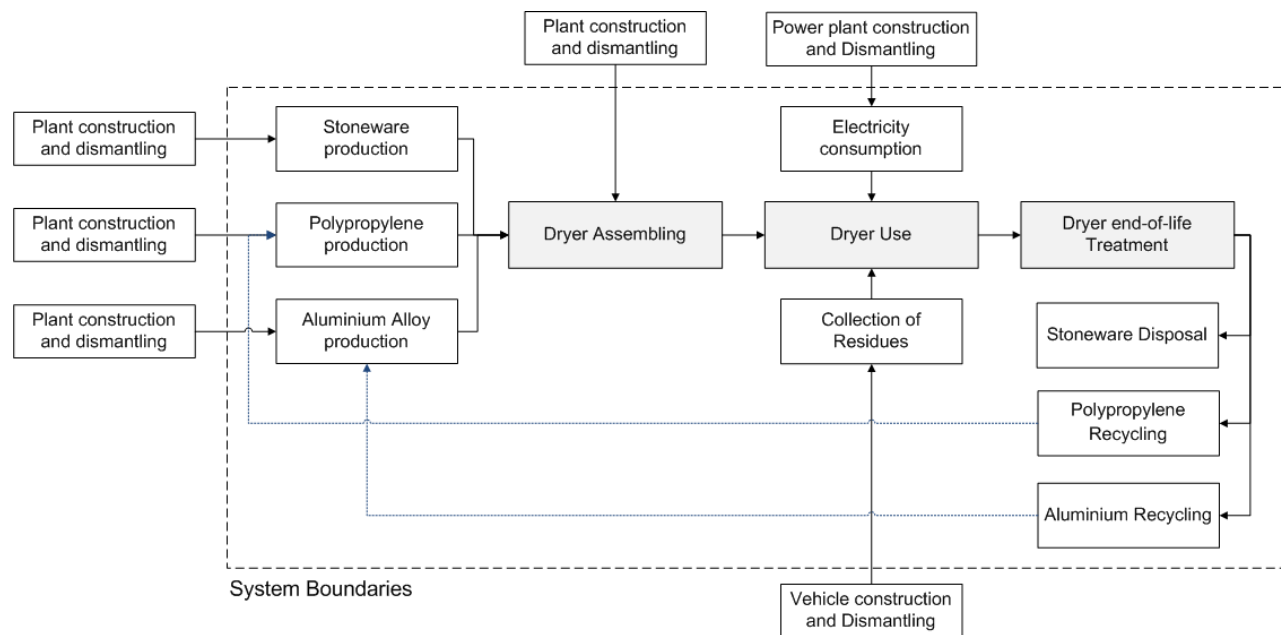 Plant construction
and dismantling
Power plant construction
and Dismantling
Plant construction
and dismantling
Stoneware
production
Electricity
consumption
Plant construction
and dismantling
Polypropylene
production
Dryer Assembling
Dryer Use
Dryer end-of-life
Treatment
Plant construction
and dismantling
Aluminium Alloy
production
Collection of
Residues
Stoneware Disposal
Polypropylene
Recycling
Aluminium Recycling
System Boundaries
Vehicle construction
and Dismantling